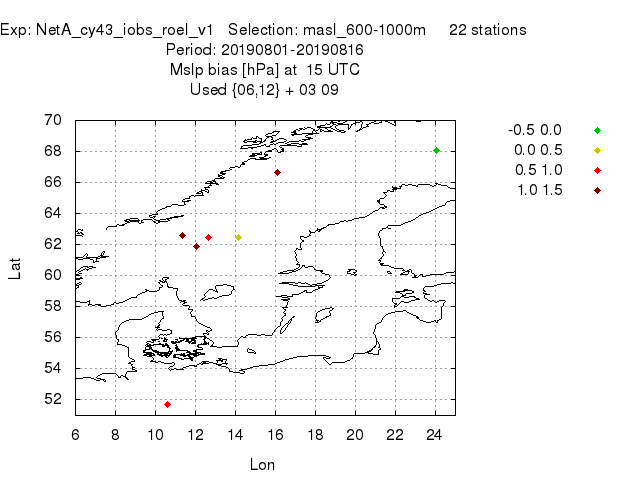 Exp: NetA_cy43_iobs_roel_v1 Selection: masl_600-1000m 22 stations
Period: 20190801-20190816
Mslp bias [hPa] at 15 UTC
Used {06,12} + 03 09
-0.5 0.0
0.0 0.5
0.5 1.0
1.0 1.5
70
68
66
64
62
60
58
56
54
52
Lat
6 8 10 12 14 16 18 20 22 24
Lon